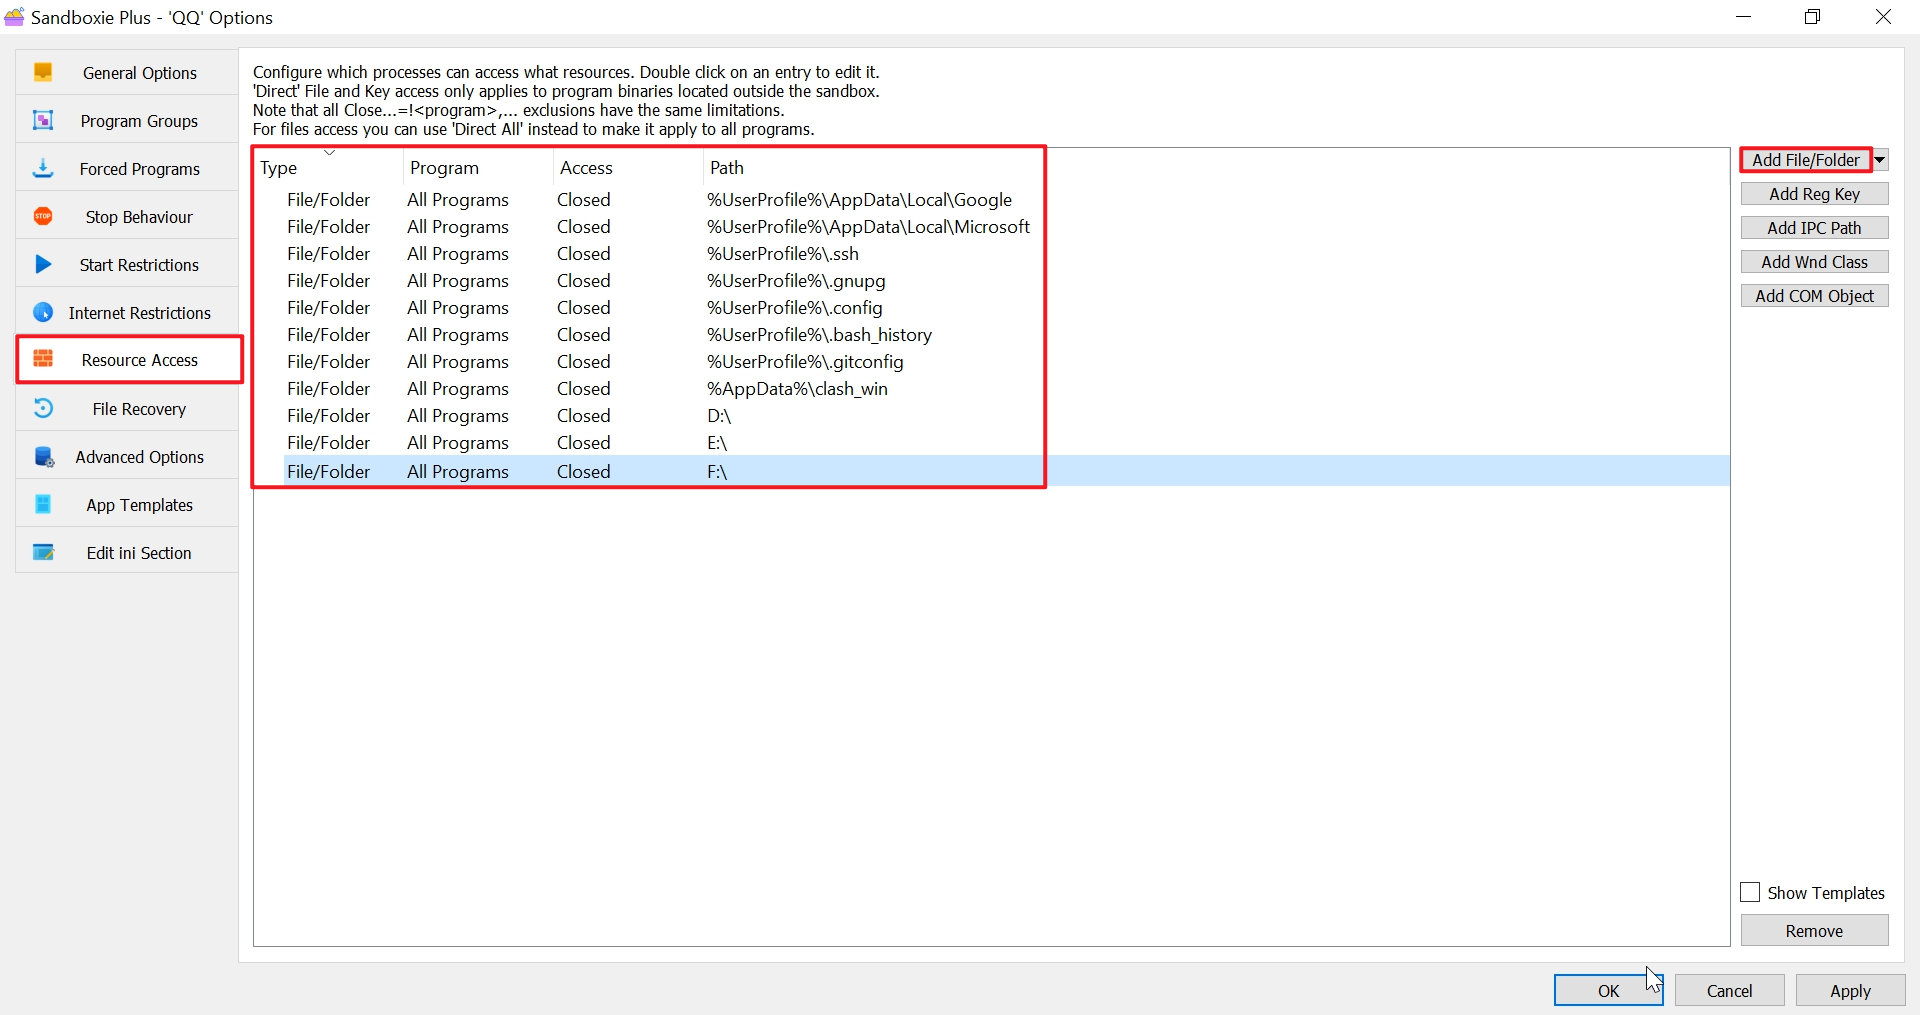 Sandboxie Plus - 'QQ' Options
General Options
Program Groups
Forced Programs
STOP
Stop Behaviour
Start Restrictions
Internet Restrictions
Resource Access
File Recovery
Advanced Options
App Templates
Edit ini Section
Configure which processes can access what resources. Double click on an entry to edit it.
'Direct' File and Key access only applies to program binaries located outside the sandbox.
Note that all Close...=!<program>,... exclusions have the same limitations.
For files access you can use 'Direct All' instead to make it apply to all programs.
Type Program Access Path
File/Folder All Programs Closed %UserProfile%\AppData\Local\Google
File/Folder All Programs Closed %UserProfile%\AppData\Local\Microsoft
File/Folder All Programs Closed %UserProfile%\.ssh
File/Folder All Programs Closed %UserProfile%\.gnupg
File/Folder All Programs Closed %UserProfile%\.config
File/Folder All Programs Closed %UserProfile%\.bash_history
File/Folder All Programs Closed %UserProfile%\.gitconfig
File/Folder All Programs Closed %AppData%\clash_win
File/Folder All Programs Closed D:\
File/Folder All Programs Closed E:\
File/Folder All Programs Closed F:\
Add File/Folder
Add Reg Key
Add IPC Path
Add Wnd Class
Add COM Object
Show Templates
Remove
OK Cancel Apply